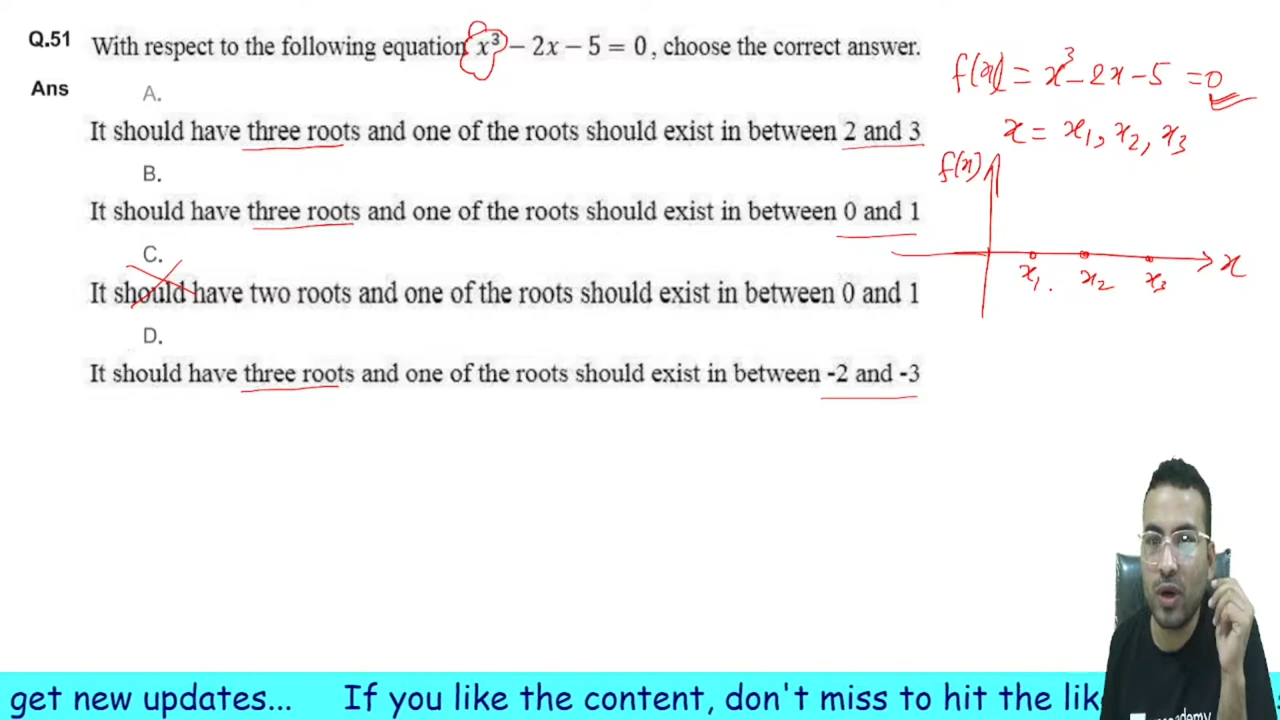 Q.51 With respect to the following equation x³ − 2x − 5 = 0, choose the correct answer.
Ans
A.
It should have three roots and one of the roots should exist in between 2 and 3
B.
It should have three roots and one of the roots should exist in between 0 and 1
C.
It should have two roots and one of the roots should exist in between 0 and 1
D.
It should have three roots and one of the roots should exist in between -2 and -3
f(x) = x³ − 2x − 5 = 0
x = x₁, x₂, x₃
f(x)
x
x₁ . x₂ x₃
get new updates... If you like the content, don't miss to hit the